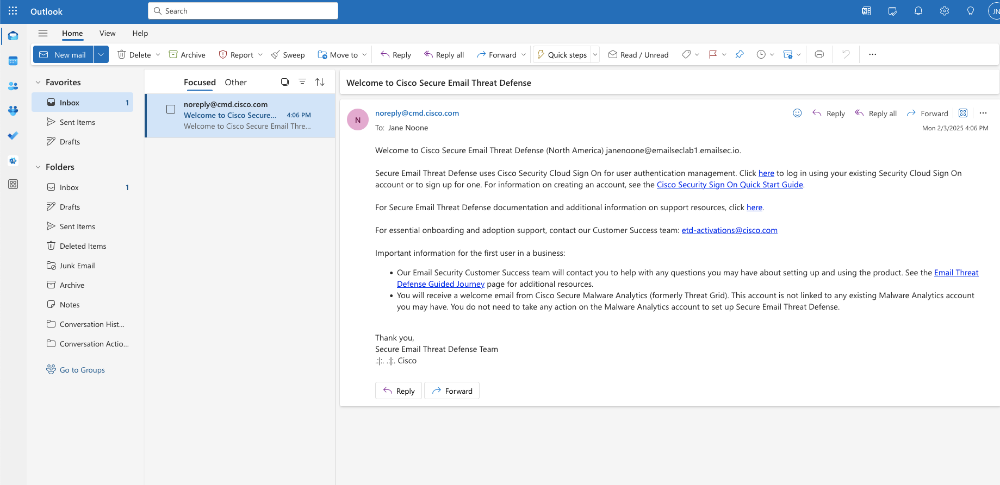 Outlook
Search
JN
Home View Help
New mail Delete Archive Report Sweep Move to Reply Reply all Forward Quick steps Read / Unread
Favorites
Inbox 1
Sent Items
Drafts
Folders
Inbox 1
Drafts
Sent Items
Deleted Items
Junk Email
Archive
Notes
Conversation Hist...
Conversation Actio...
Go to Groups
Focused Other
noreply@cmd.cisco.com
Welcome to Cisco Secure... 4:06 PM
Welcome to Cisco Secure Email Thre...
Welcome to Cisco Secure Email Threat Defense
N
noreply@cmd.cisco.com
Reply Reply all Forward
To: Jane Noone
Mon 2/3/2025 4:06 PM
Welcome to Cisco Secure Email Threat Defense (North America) janenoone@emailseclab1.emailsec.io.
Secure Email Threat Defense uses Cisco Security Cloud Sign On for user authentication management. Click here to log in using your existing Security Cloud Sign On
account or to sign up for one. For information on creating an account, see the Cisco Security Sign On Quick Start Guide.
For Secure Email Threat Defense documentation and additional information on support resources, click here.
For essential onboarding and adoption support, contact our Customer Success team: etd-activations@cisco.com
Important information for the first user in a business:
• Our Email Security Customer Success team will contact you to help with any questions you may have about setting up and using the product. See the Email Threat
Defense Guided Journey page for additional resources.
• You will receive a welcome email from Cisco Secure Malware Analytics (formerly Threat Grid). This account is not linked to any existing Malware Analytics account
you may have. You do not need to take any action on the Malware Analytics account to set up Secure Email Threat Defense.
Thank you,
Secure Email Threat Defense Team
.:|:. .:|:. Cisco
Reply Forward